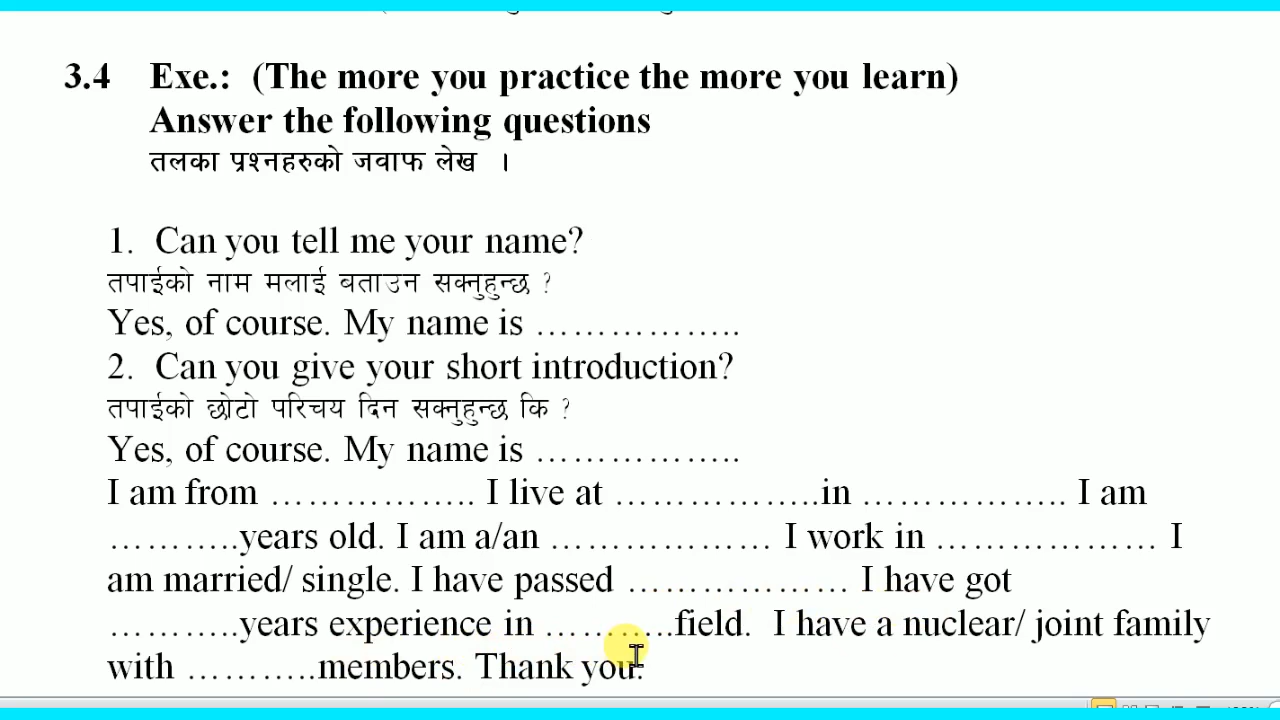 3.4 Exe.: (The more you practice the more you learn)
Answer the following questions
तलका प्रश्नहरुको जवाफ लेख ।
1. Can you tell me your name?
तपाईको नाम मलाई बताउन सक्नुहुन्छ ?
Yes, of course. My name is ……………..
2. Can you give your short introduction?
तपाईको छोटो परिचय दिन सक्नुहुन्छ कि ?
Yes, of course. My name is ……………..
I am from …………….. I live at ……………..in …………….. I am
………..years old. I am a/an ……………… I work in ……………… I
am married/ single. I have passed ……………… I have got
………..years experience in ………..field. I have a nuclear/ joint family
with ………..members. Thank you.